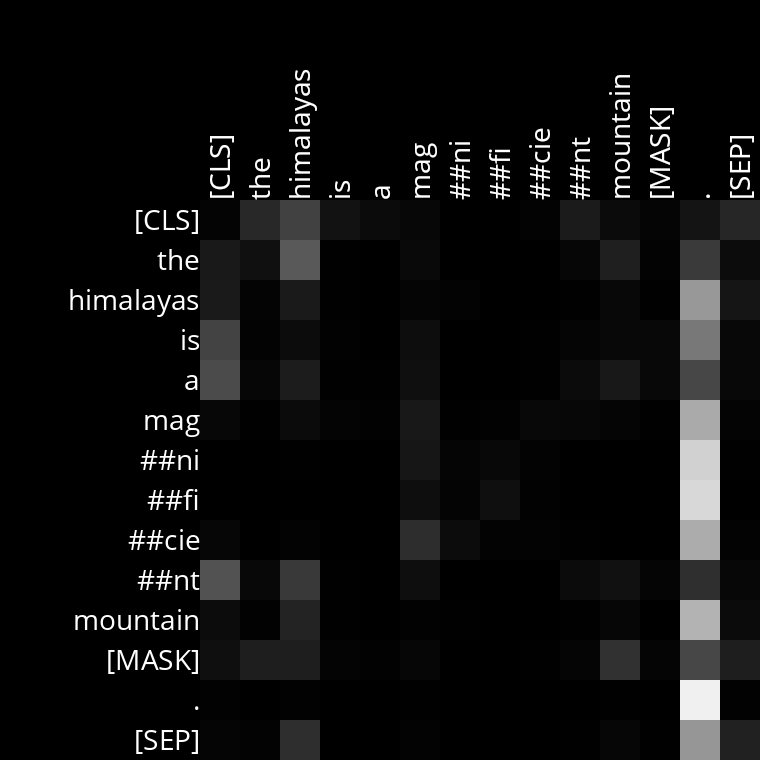 [CLS]
the
himalayas
is
a
mag
##ni
##fi
##cie
##nt
mountain
[MASK]
.
[SEP]
[CLS]
the
himalayas
is
a
mag
##ni
##fi
##cie
##nt
mountain
[MASK]
.
[SEP]